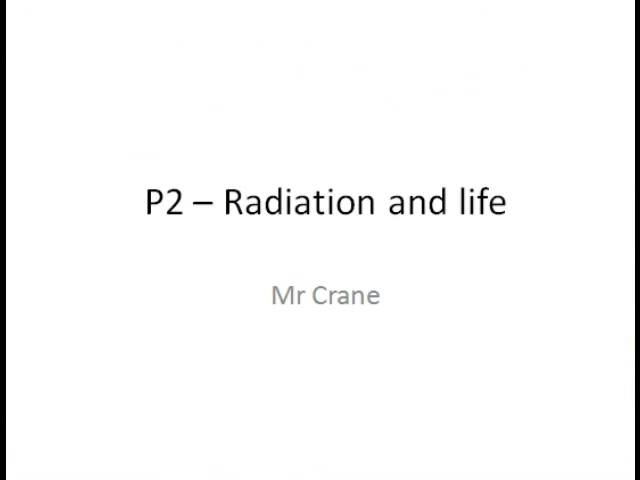 P2 – Radiation and life
Mr Crane